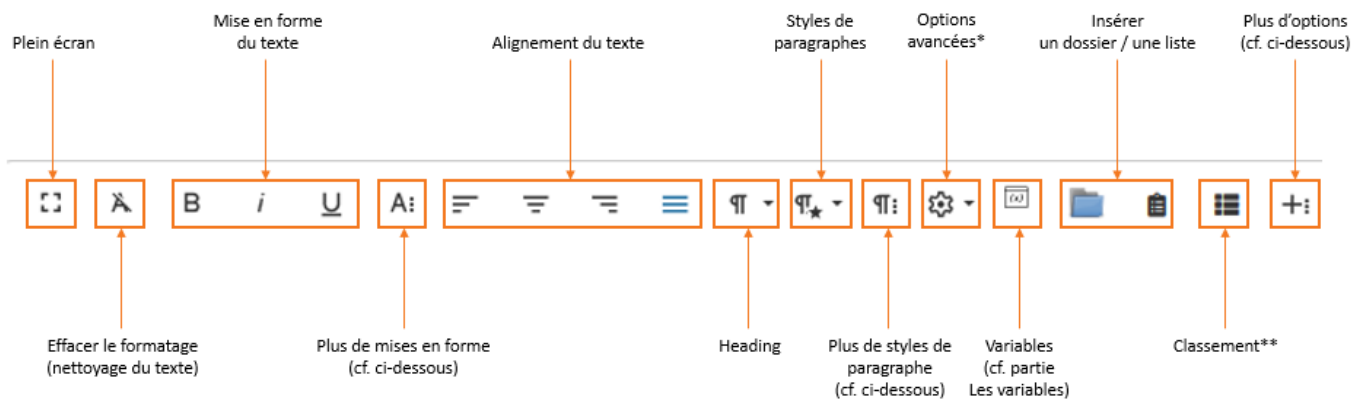 Plein écran
Mise en forme
du texte
Alignement du texte
Styles de
paragraphes
Options
avancées*
Insérer
un dossier / une liste
Plus d’options
(cf. ci-dessous)
B i U A
¶ ¶ ¶ (x)
Effacer le formatage
(nettoyage du texte)
Plus de mises en forme
(cf. ci-dessous)
Heading
Plus de styles de
paragraphe
(cf. ci-dessous)
Variables
(cf. partie
Les variables)
Classement**